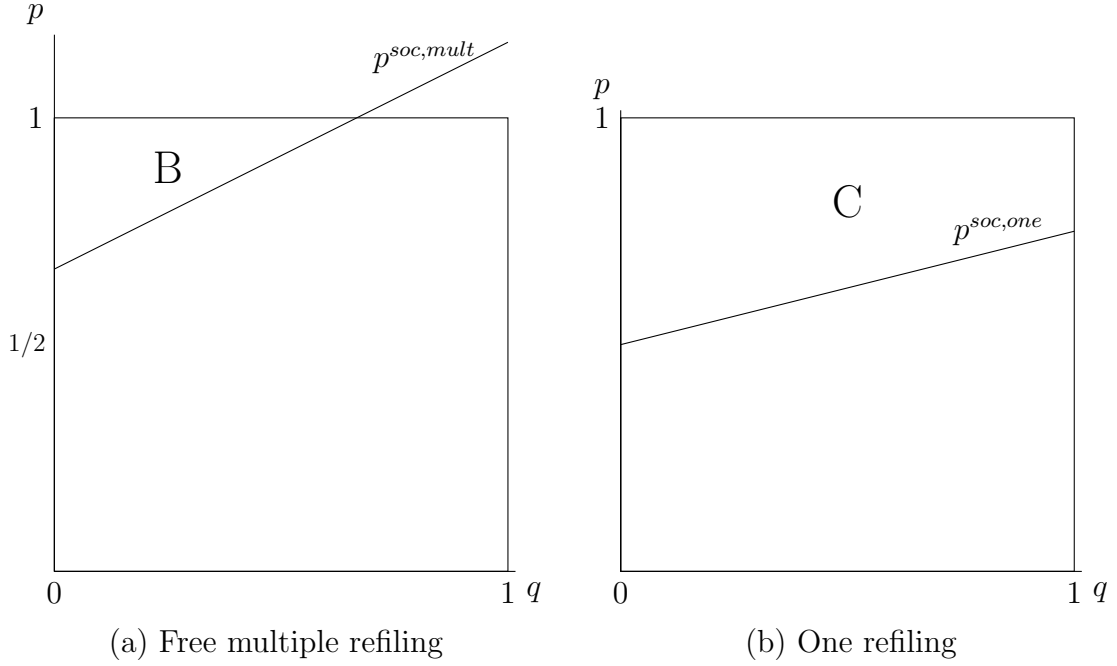 p
p^{soc,mult}
1
B
1/2
0
1 q
(a) Free multiple refiling
p
1
C
p^{soc,one}
0
1 q
(b) One refiling